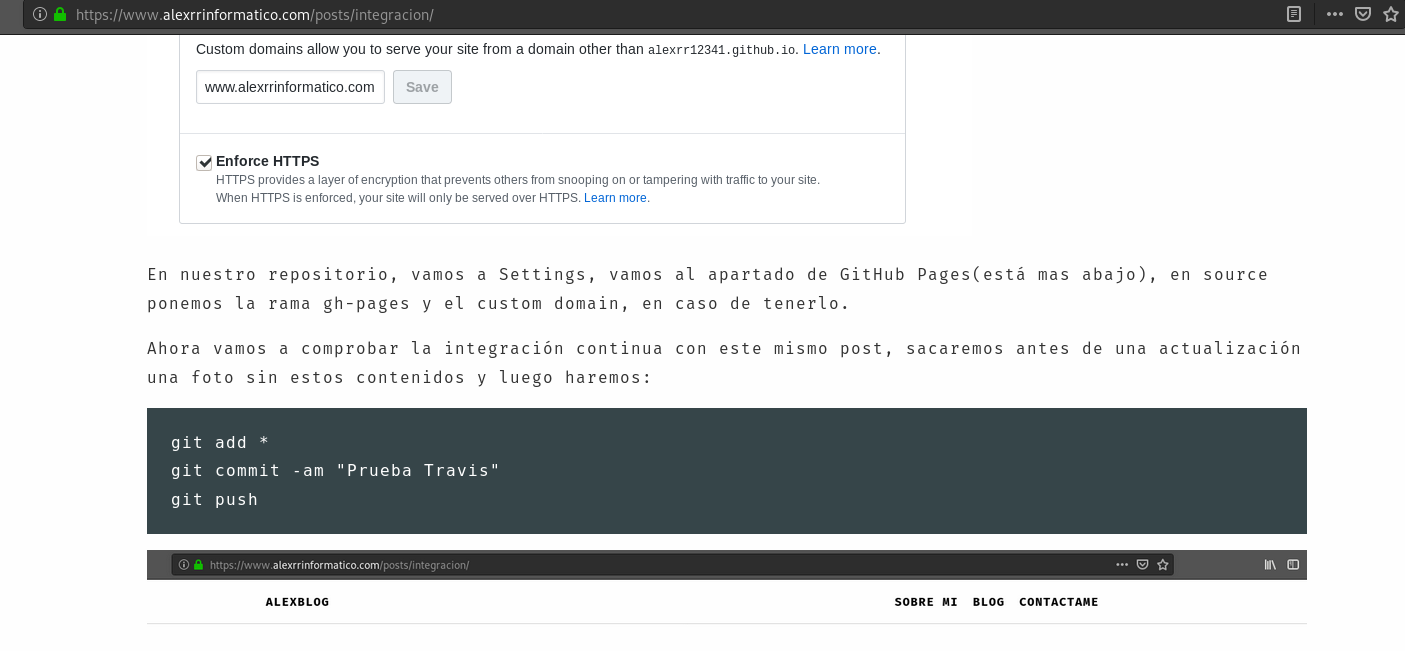 https://www.alexrrinformatico.com/posts/integracion/
Custom domains allow you to serve your site from a domain other than alexrr12341.github.io. Learn more.
www.alexrrinformatico.com Save
Enforce HTTPS
HTTPS provides a layer of encryption that prevents others from snooping on or tampering with traffic to your site.
When HTTPS is enforced, your site will only be served over HTTPS. Learn more.
En nuestro repositorio, vamos a Settings, vamos al apartado de GitHub Pages(está mas abajo), en source
ponemos la rama gh-pages y el custom domain, en caso de tenerlo.
Ahora vamos a comprobar la integración continua con este mismo post, sacaremos antes de una actualización
una foto sin estos contenidos y luego haremos:
git add *
git commit -am "Prueba Travis"
git push
https://www.alexrrinformatico.com/posts/integracion/
ALEXBLOG SOBRE MI BLOG CONTACTAME